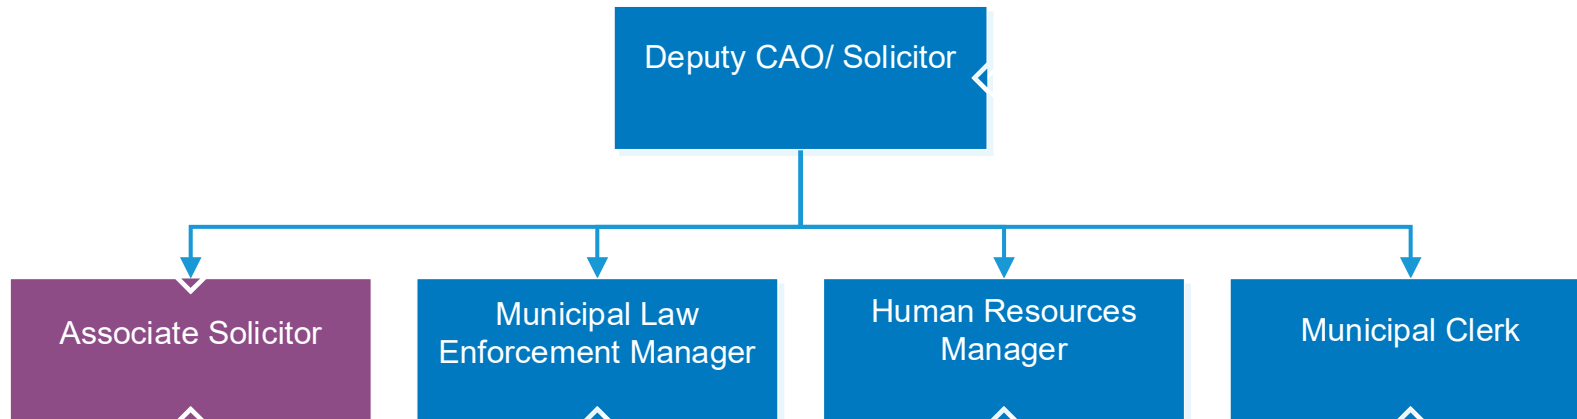 Deputy CAO/ Solicitor
Associate Solicitor
Municipal Law
Enforcement Manager
Human Resources
Manager
Municipal Clerk